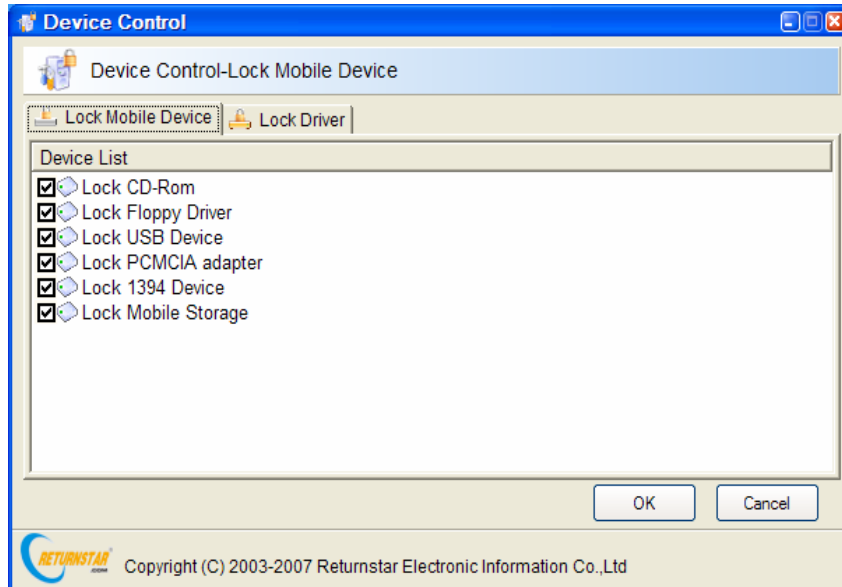 Device Control
Device Control-Lock Mobile Device
Lock Mobile Device Lock Driver
Device List
Lock CD-Rom
Lock Floppy Driver
Lock USB Device
Lock PCMCIA adapter
Lock 1394 Device
Lock Mobile Storage
OK Cancel
RETURNSTAR
Copyright (C) 2003-2007 Returnstar Electronic Information Co.,Ltd